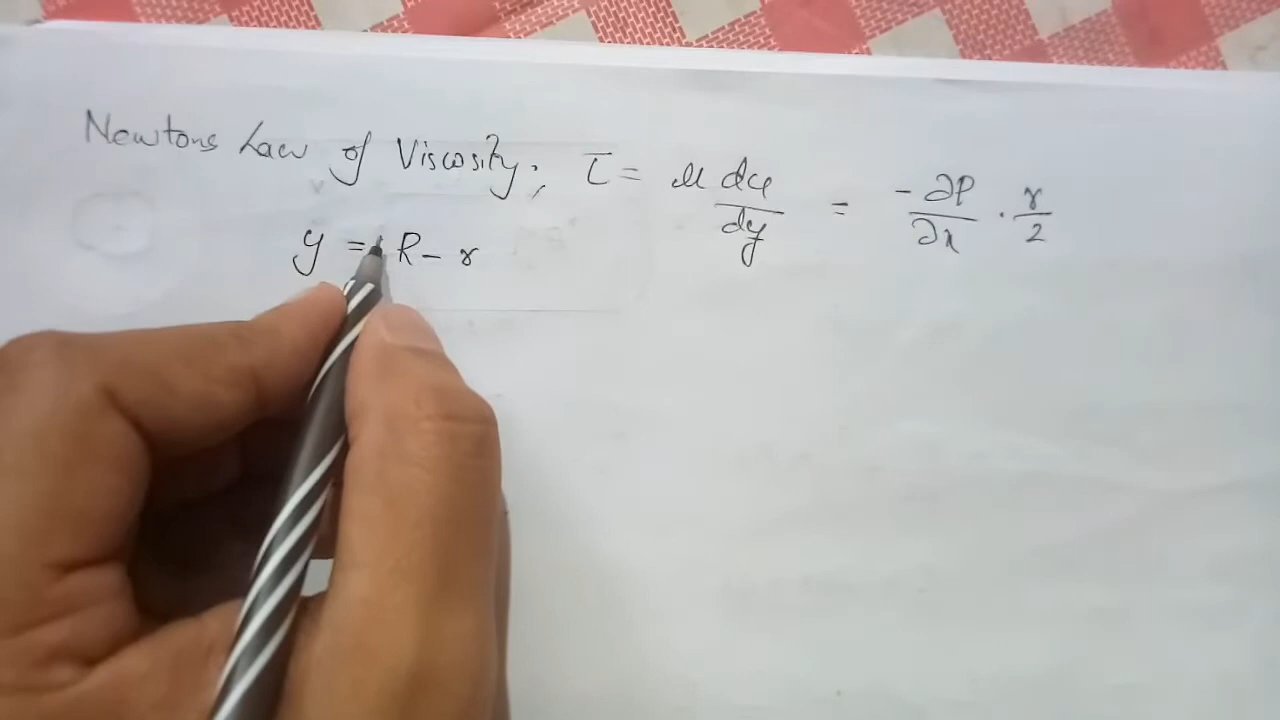 Newtons Law of Viscosity; τ = μ du/dy = -∂P/∂x · r/2
y = R - r